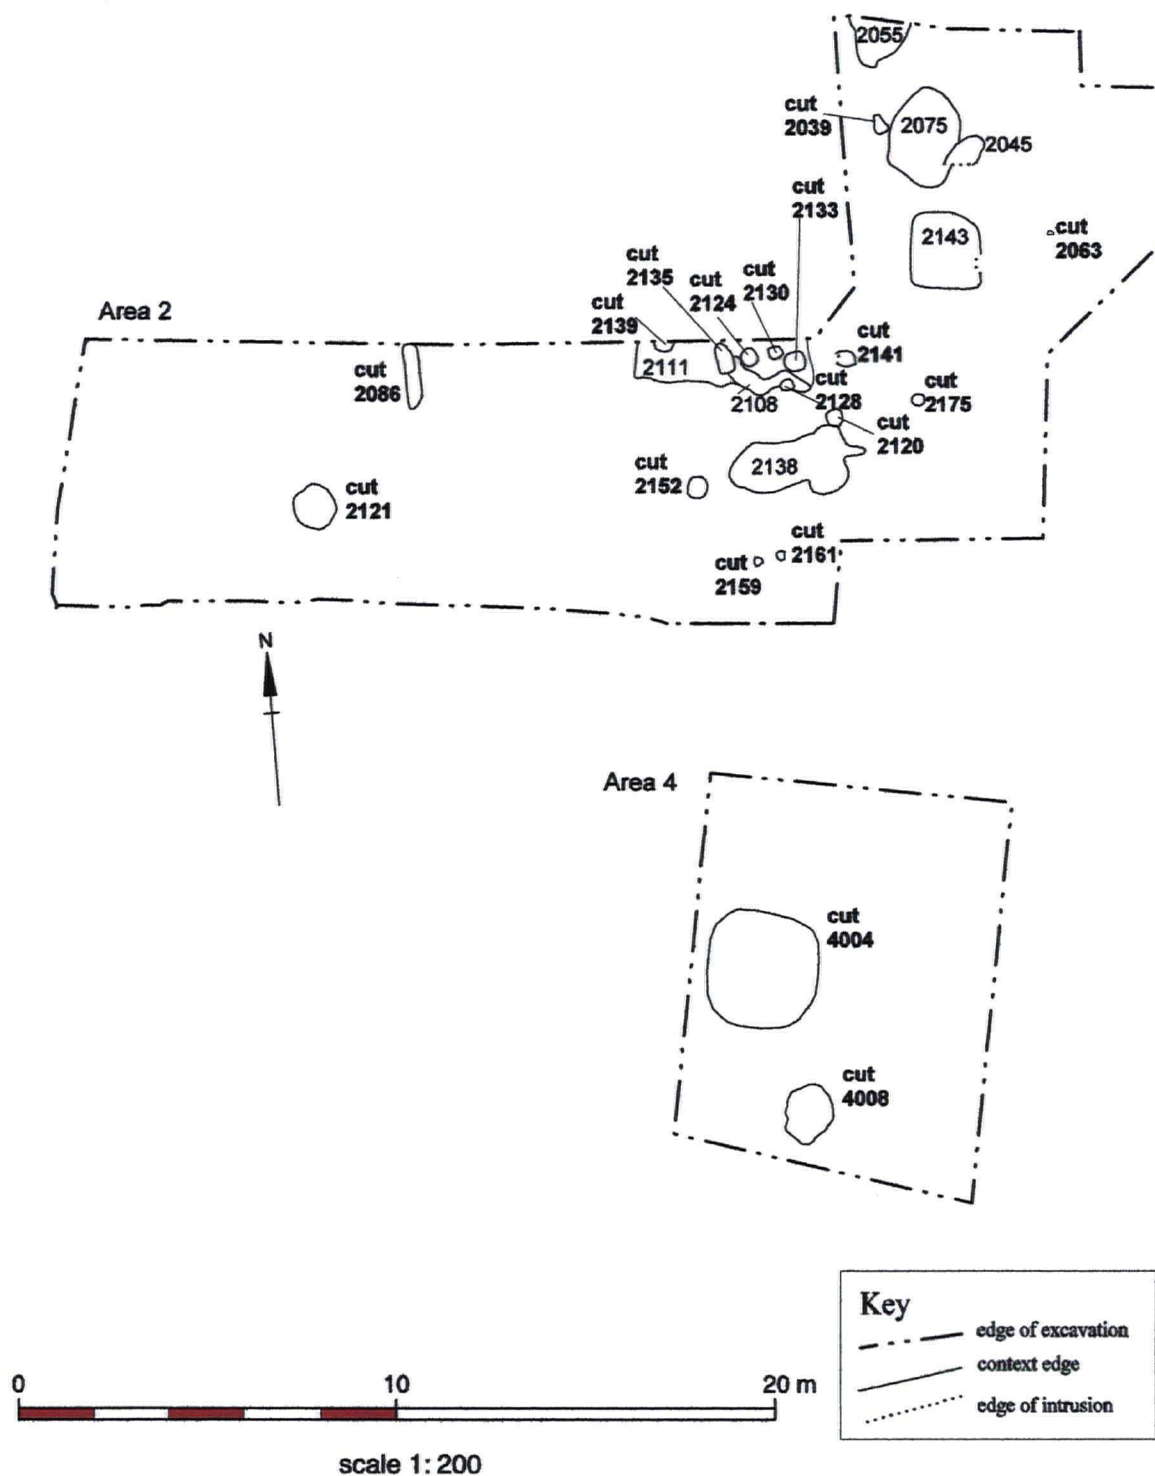 2055
cut
2039
2075
2045
cut
2133
2143
cut
2063
cut
2135
cut
2124
cut
2130
cut
2139
Area 2
2111
cut
2141
cut
2086
2108
cut
2128
cut
2175
cut
2120
2138
cut
2152
cut
2121
cut
2161
cut
2159
N
Area 4
cut
4004
cut
4008
Key
edge of excavation
context edge
edge of intrusion
0 10 20 m
scale 1: 200